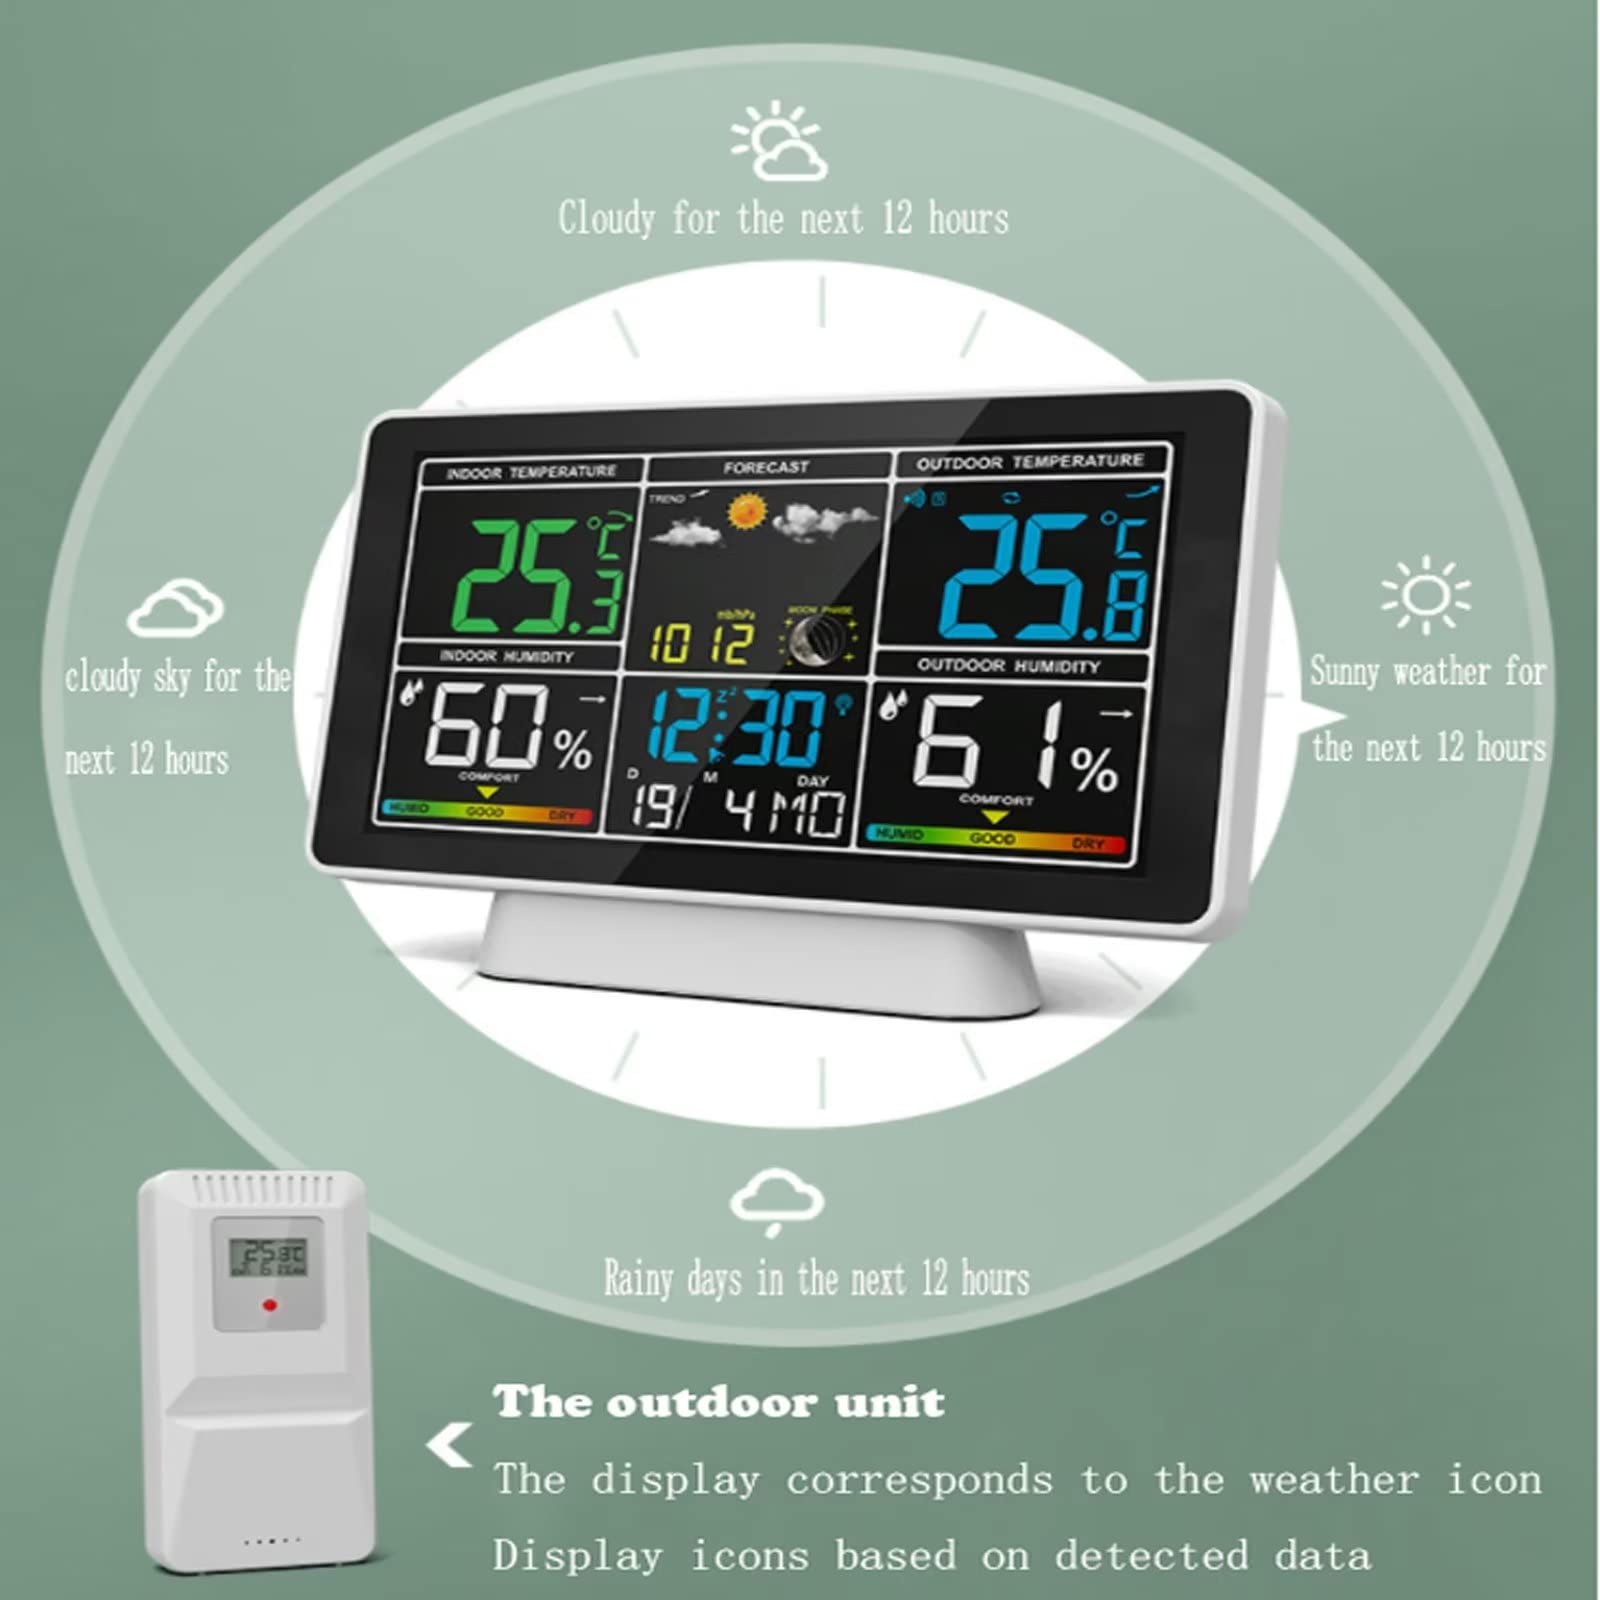 Cloudy for the next 12 hours
INDOOR TEMPERATURE
FORECAST
OUTDOOR TEMPERATURE
25.3 °C
TREND
mb/hPa
1012
MOON PHASE
25.8 °C
INDOOR HUMIDITY
OUTDOOR HUMIDITY
60%
COMFORT
HUMID GOOD DRY
Z Z
12:30
D M DAY
19/ 4 MO
61%
COMFORT
HUMID GOOD DRY
cloudy sky for the
next 12 hours
Sunny weather for
the next 12 hours
Rainy days in the next 12 hours
25.8°C
The outdoor unit
The display corresponds to the weather icon
Display icons based on detected data